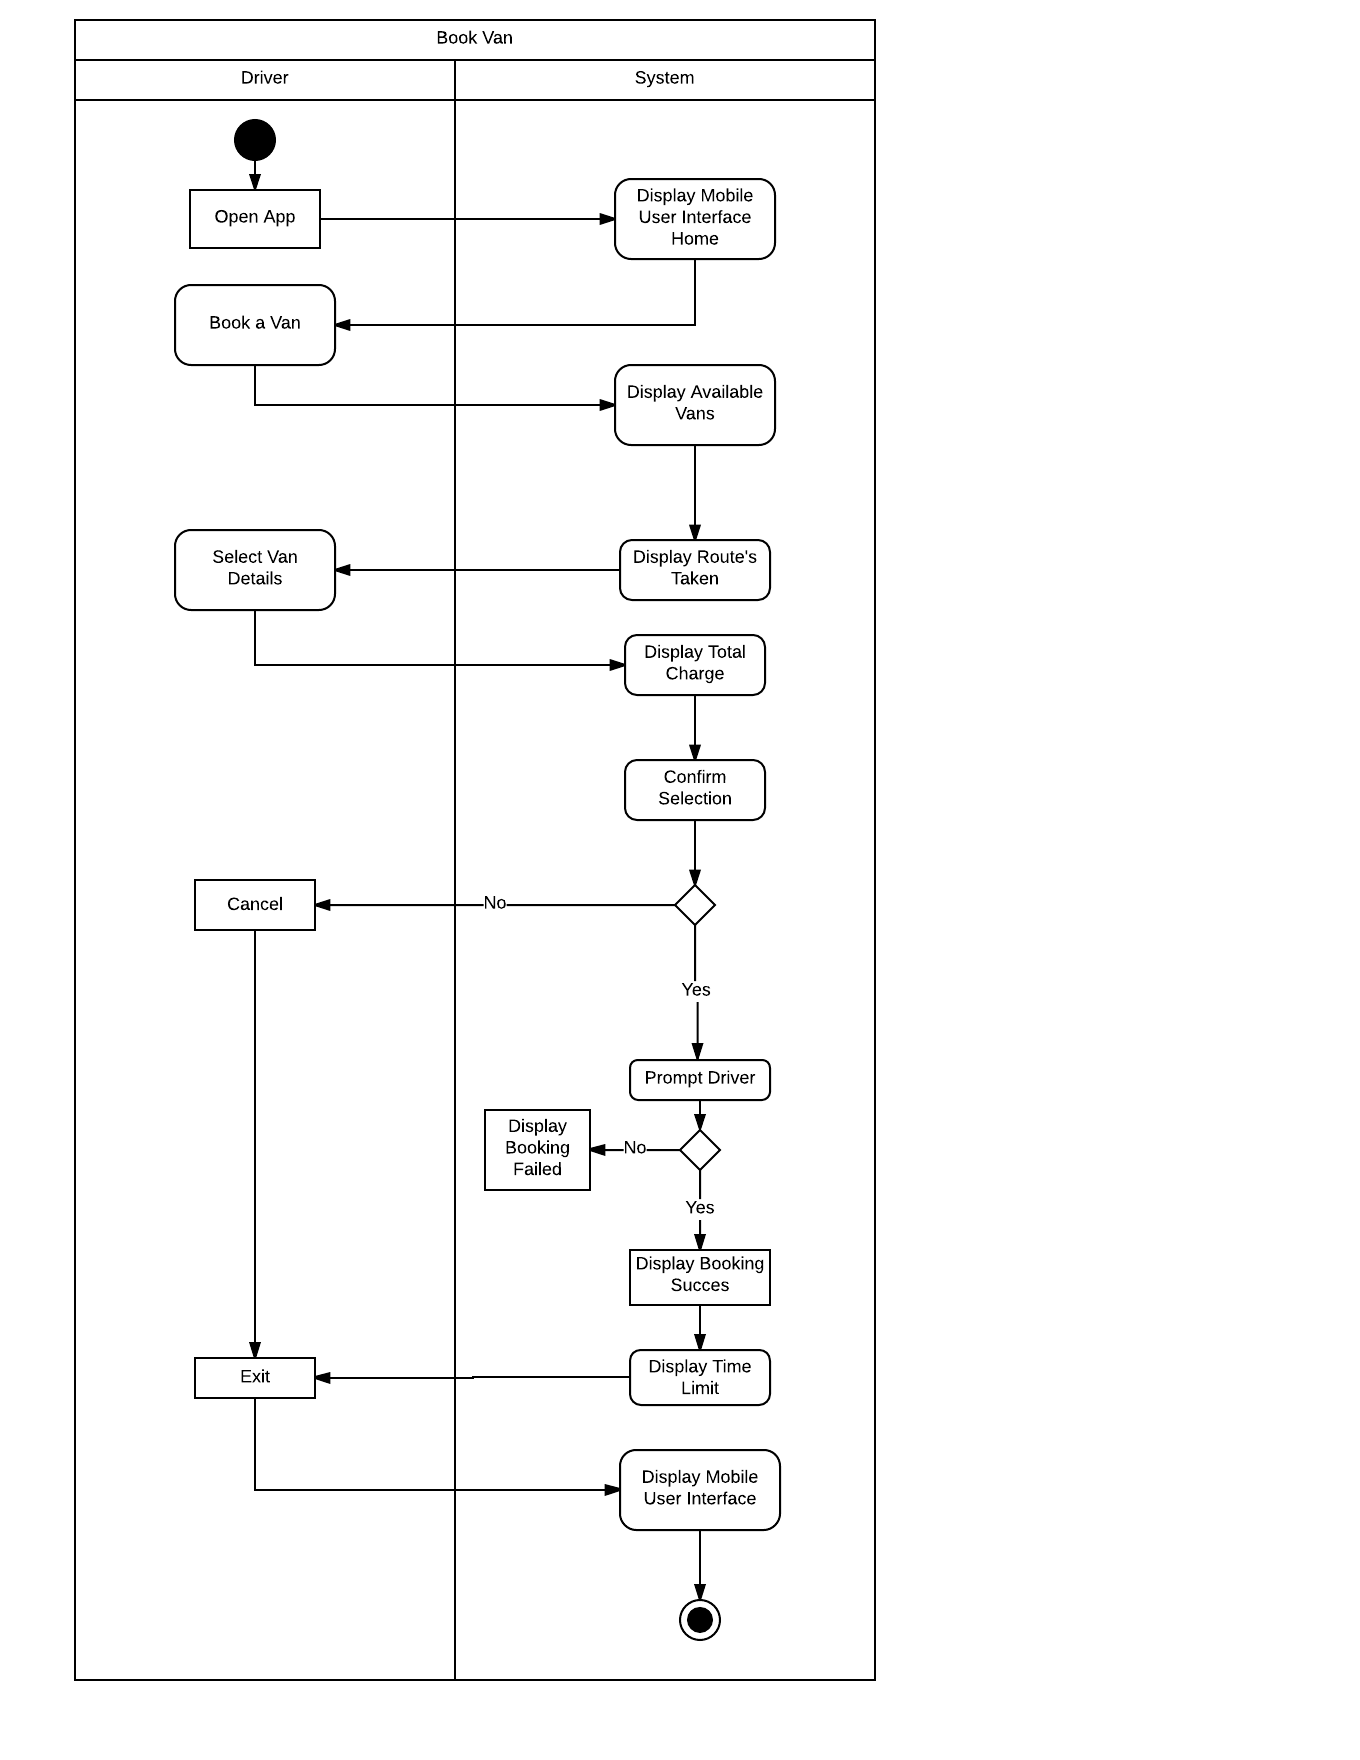 Book Van
Driver
System
Open App
Display Mobile
User Interface
Home
Book a Van
Display Available
Vans
Select Van
Details
Display Route's
Taken
Display Total
Charge
Confirm
Selection
Cancel
No
Yes
Prompt Driver
Display
Booking
Failed
No
Yes
Display Booking
Succes
Exit
Display Time
Limit
Display Mobile
User Interface